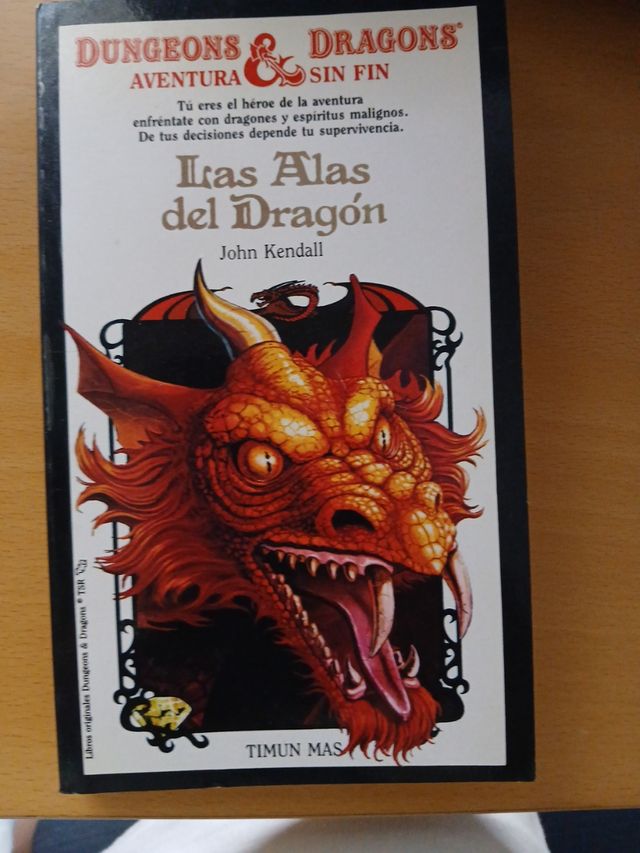 DUNGEONS & DRAGONS®
AVENTURA SIN FIN
Tú eres el héroe de la aventura
enfréntate con dragones y espíritus malignos.
De tus decisiones depende tu supervivencia.
Las Alas
del Dragón
John Kendall
Libros originales Dungeons & Dragons ® TSR
TIMUN MAS